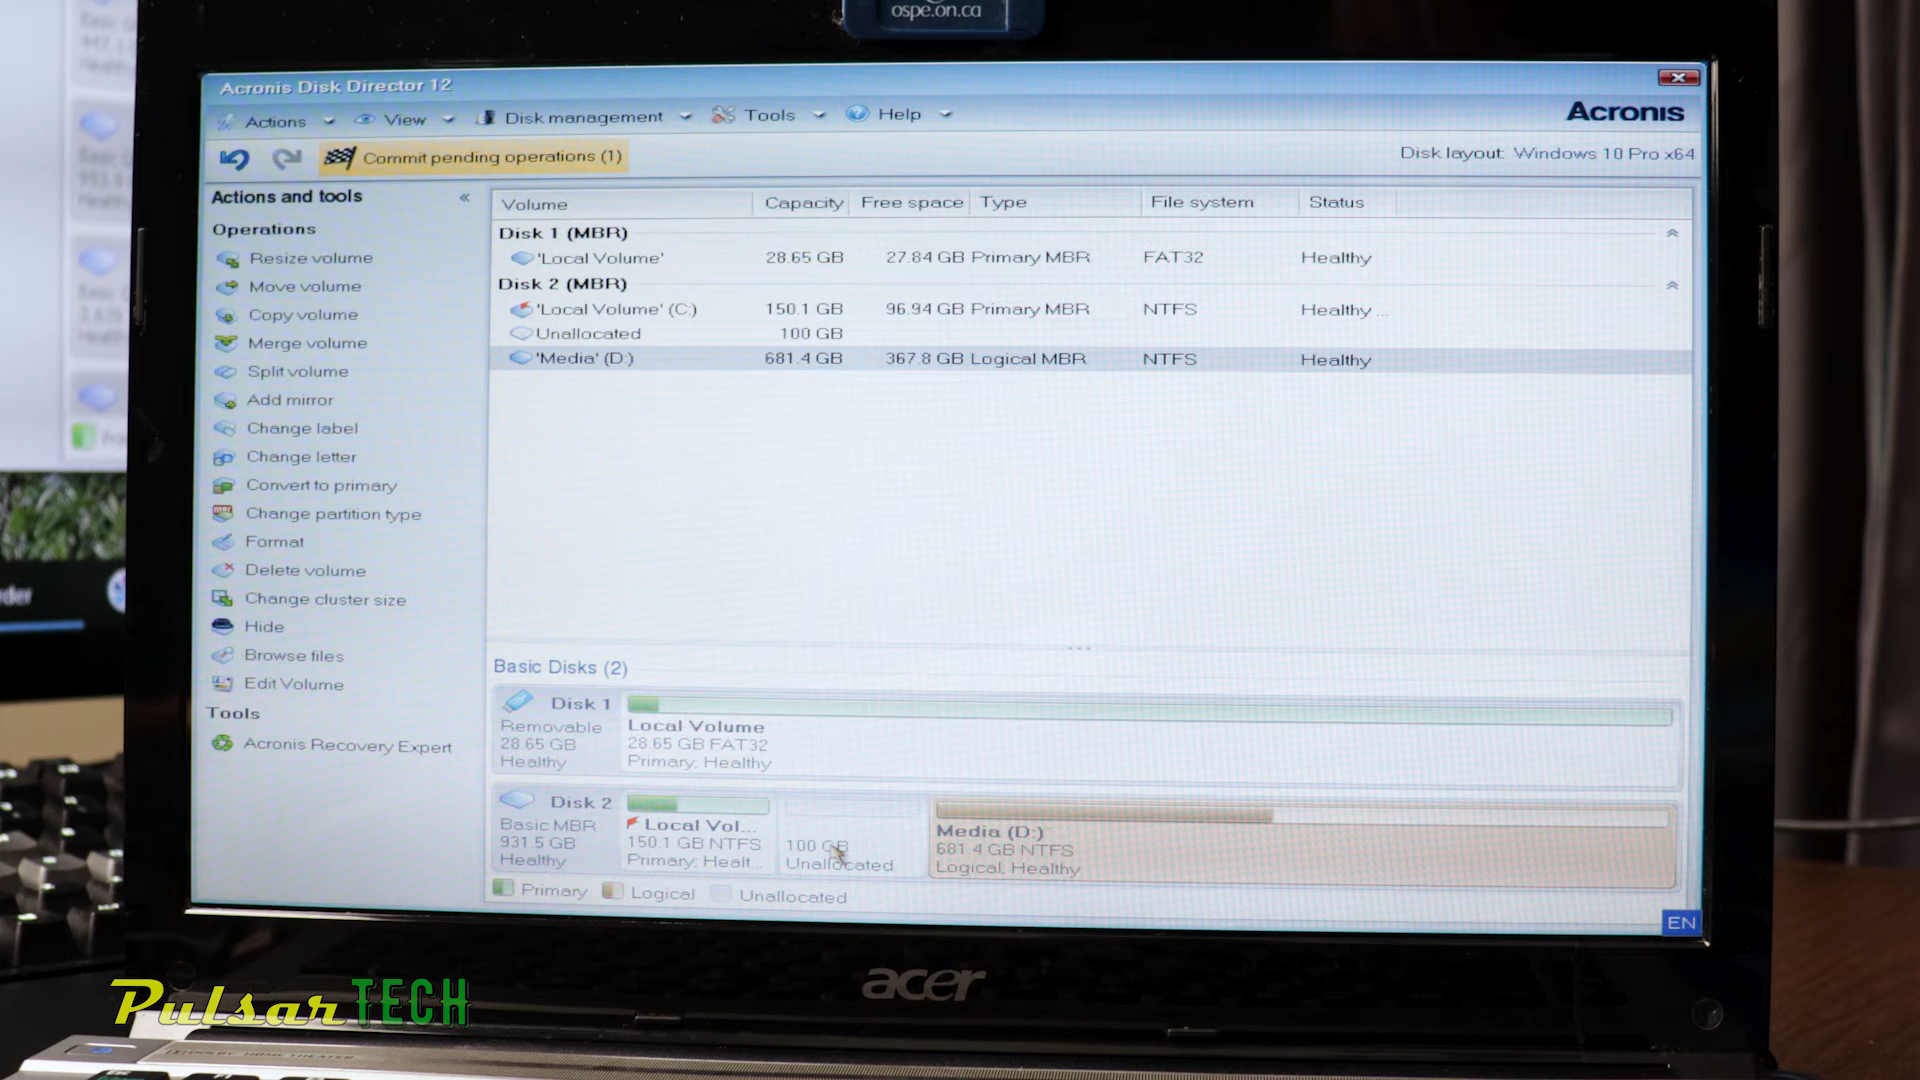 ospe.on.ca
Acronis Disk Director 12
Actions View Disk management Tools Help
Acronis
Commit pending operations (1)
Disk layout: Windows 10 Pro x64
Actions and tools «
Volume Capacity Free space Type File system Status
Operations
Disk 1 (MBR)
Resize volume
'Local Volume' 28.65 GB 27.84 GB Primary MBR FAT32 Healthy
Move volume
Disk 2 (MBR)
Copy volume
'Local Volume' (C:) 150.1 GB 96.94 GB Primary MBR NTFS Healthy ...
Unallocated 100 GB
Merge volume
'Media' (D:) 681.4 GB 367.8 GB Logical MBR NTFS Healthy
Split volume
Add mirror
Change label
Change letter
Convert to primary
Change partition type
Format
Delete volume
Change cluster size
Hide
Browse files
Edit Volume
Tools
Acronis Recovery Expert
Basic Disks (2)
Disk 1
Removable
28.65 GB
Healthy
Local Volume
28.65 GB FAT32
Primary; Healthy
Disk 2
Basic MBR
931.5 GB
Healthy
Local Vol...
150.1 GB NTFS
Primary; Healt...
100 GB
Unallocated
Media (D:)
681.4 GB NTFS
Logical; Healthy
Primary Logical Unallocated
EN
acer
Pulsar TECH